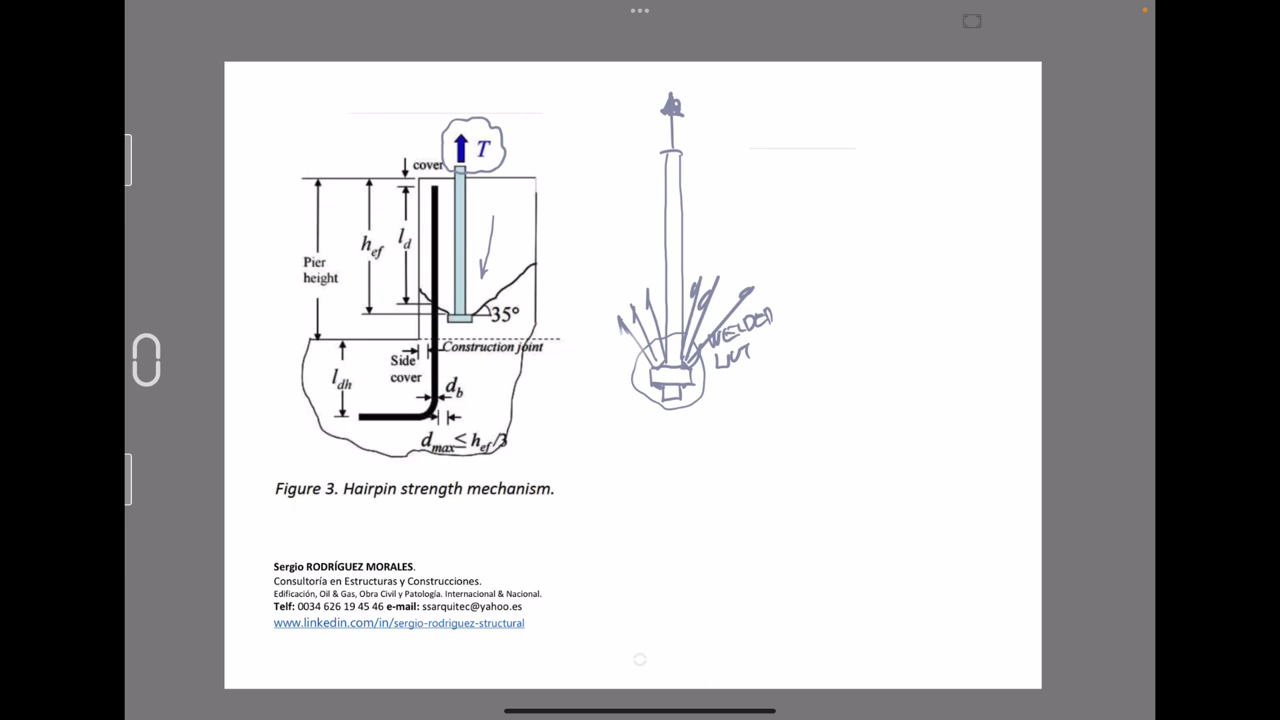 T
cover
h_ef
l_d
Pier
height
35°
Construction joint
Side
cover
l_dh
d_b
d_max ≤ h_ef/3
WELDED
NUT
Figure 3. Hairpin strength mechanism.
Sergio RODRÍGUEZ MORALES.
Consultoría en Estructuras y Construcciones.
Edificación, Oil & Gas, Obra Civil y Patología. Internacional & Nacional.
Telf: 0034 626 19 45 46 e-mail: ssarquitec@yahoo.es
www.linkedin.com/in/sergio-rodriguez-structural